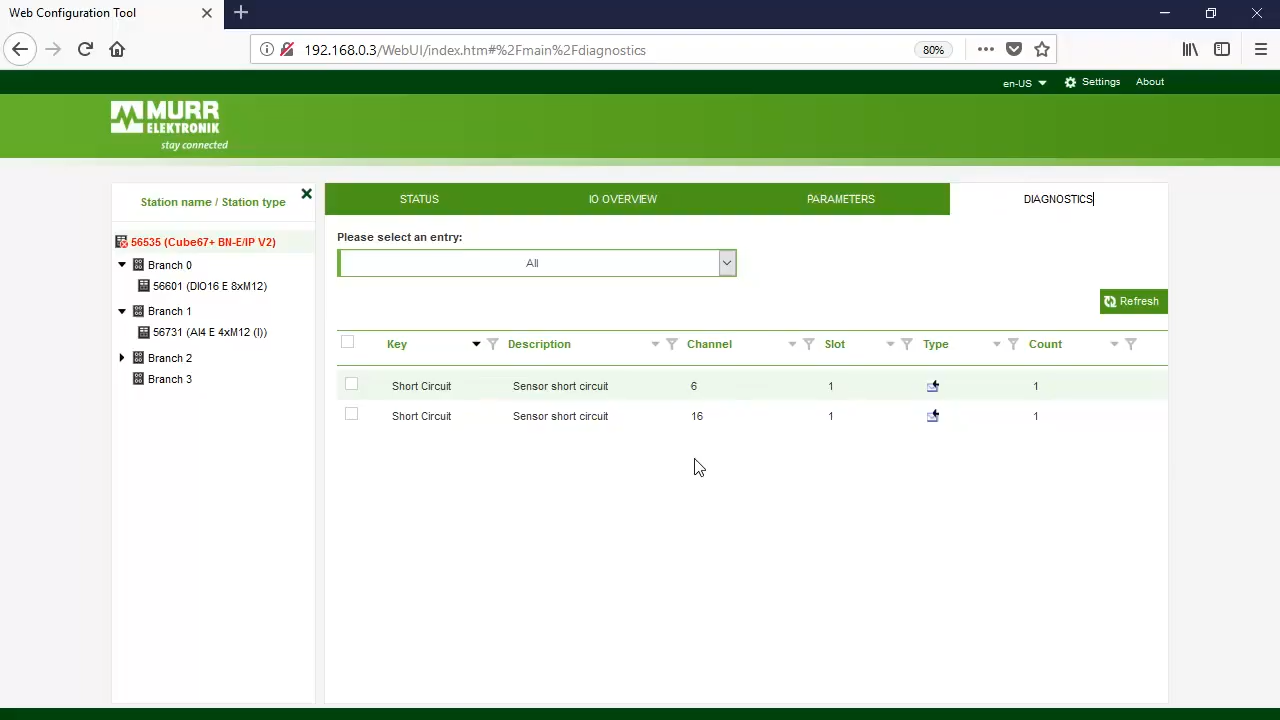 Web Configuration Tool
192.168.0.3/WebUI/index.htm#%2Fmain%2Fdiagnostics
80%
en-US
Settings
About
MURR
ELEKTRONIK
stay connected
Station name / Station type
56535 (Cube67+ BN-E/IP V2)
Branch 0
56601 (DIO16 E 8xM12)
Branch 1
56731 (AI4 E 4xM12 (I))
Branch 2
Branch 3
STATUS IO OVERVIEW PARAMETERS DIAGNOSTICS
Please select an entry:
All
Refresh
Key Description Channel Slot Type Count
Short Circuit Sensor short circuit 6 1 1
Short Circuit Sensor short circuit 16 1 1